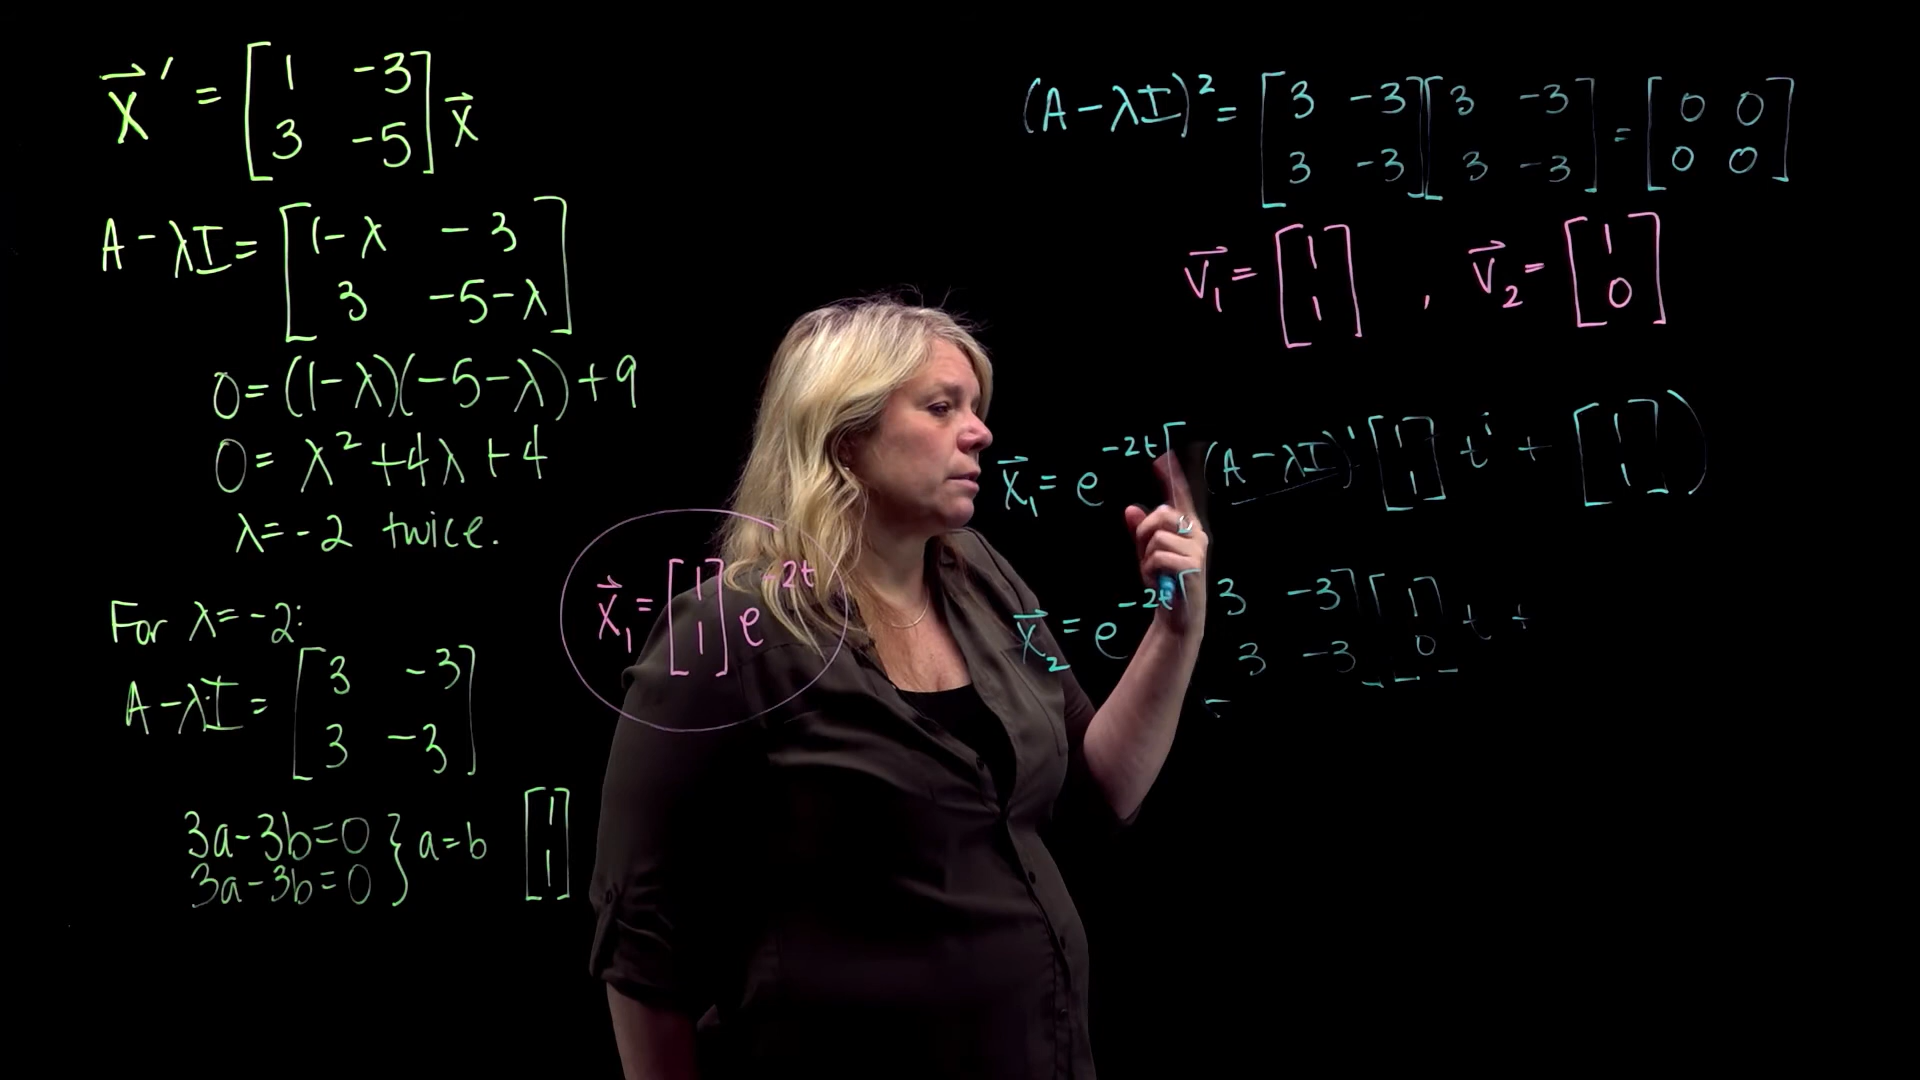 x⃗' = [1 -3; 3 -5] x⃗
A - λI = [1-λ -3; 3 -5-λ]
0 = (1-λ)(-5-λ) + 9
0 = λ² + 4λ + 4
λ = -2 twice.
For λ = -2:
A - λI = [3 -3; 3 -3]
3a - 3b = 0
3a - 3b = 0 } a = b [1; 1]
x⃗₁ = [1; 1] e^-2t
(A - λI)² = [3 -3; 3 -3] [3 -3; 3 -3] = [0 0; 0 0]
v⃗₁ = [1; 1] , v⃗₂ = [1; 0]
x⃗₁ = e^-2t [ (A - λI)¹ [1; 1] tⁱ + [1; 1] )
x⃗₂ = e^-2t [3 -3; 3 -3] [1; 0] t +